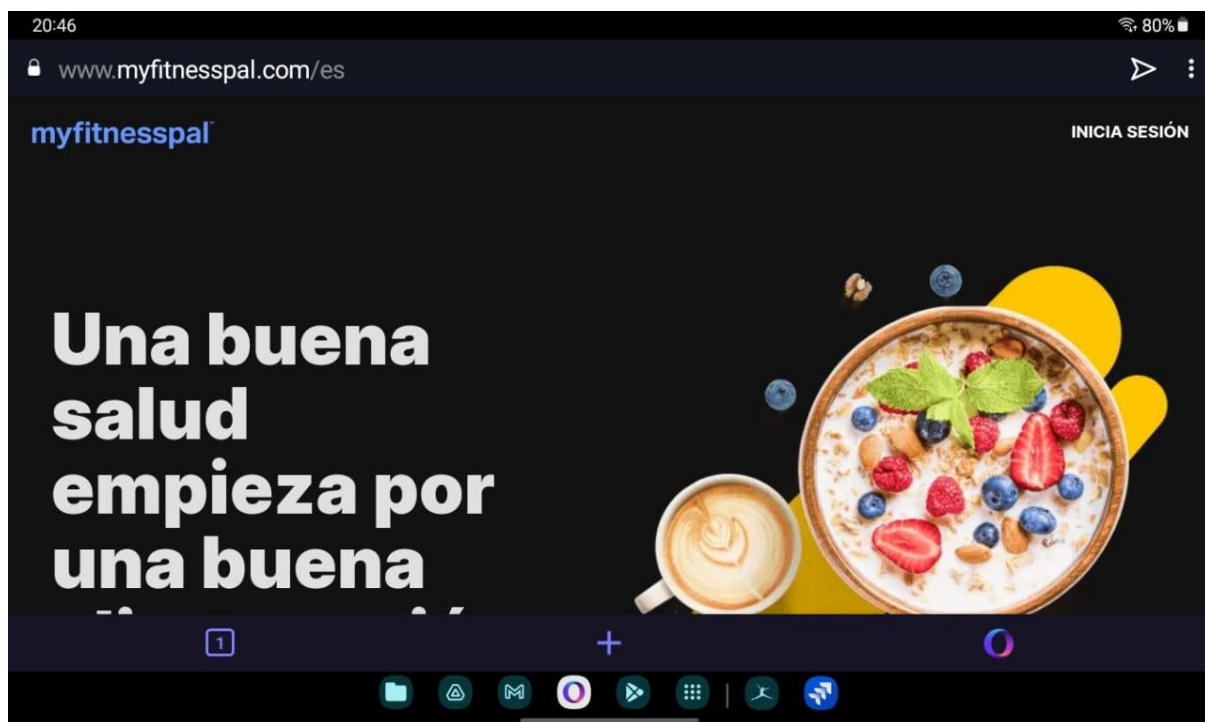 20:46
80%
www.myfitnesspal.com/es
myfitnesspal
INICIA SESIÓN
Una buena
salud
empieza por
una buena
1